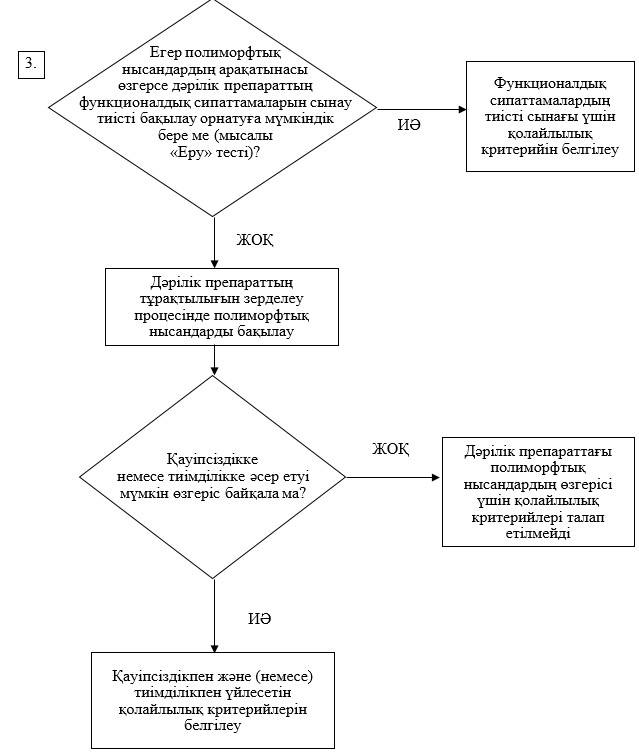 3.
Егер полиморфтық
нысандардың арақатынасы
өзгерсе дәрілік препараттың
функционалдық сипаттамаларын сынау
тиісті бақылау орнатуға мүмкіндік
бере ме (мысалы
«Еру» тесті)?
ИӘ
Функционалдық
сипаттамалардың
тиісті сынағы үшін
қолайлылық
критерийін белгілеу
ЖОҚ
Дәрілік препараттың
тұрақтылығын зерделеу
процесінде полиморфтық
нысандарды бақылау
Қауіпсіздікке
немесе тиімділікке әсер етуі
мүмкін өзгеріс байқала ма?
ЖОҚ
Дәрілік препараттағы
полиморфтық
нысандардың өзгерісі
үшін қолайлылық
критерийлері талап
етілмейді
ИӘ
Қауіпсіздікпен және (немесе)
тиімділікпен үйлесетін
қолайлылық критерийлерін
белгілеу